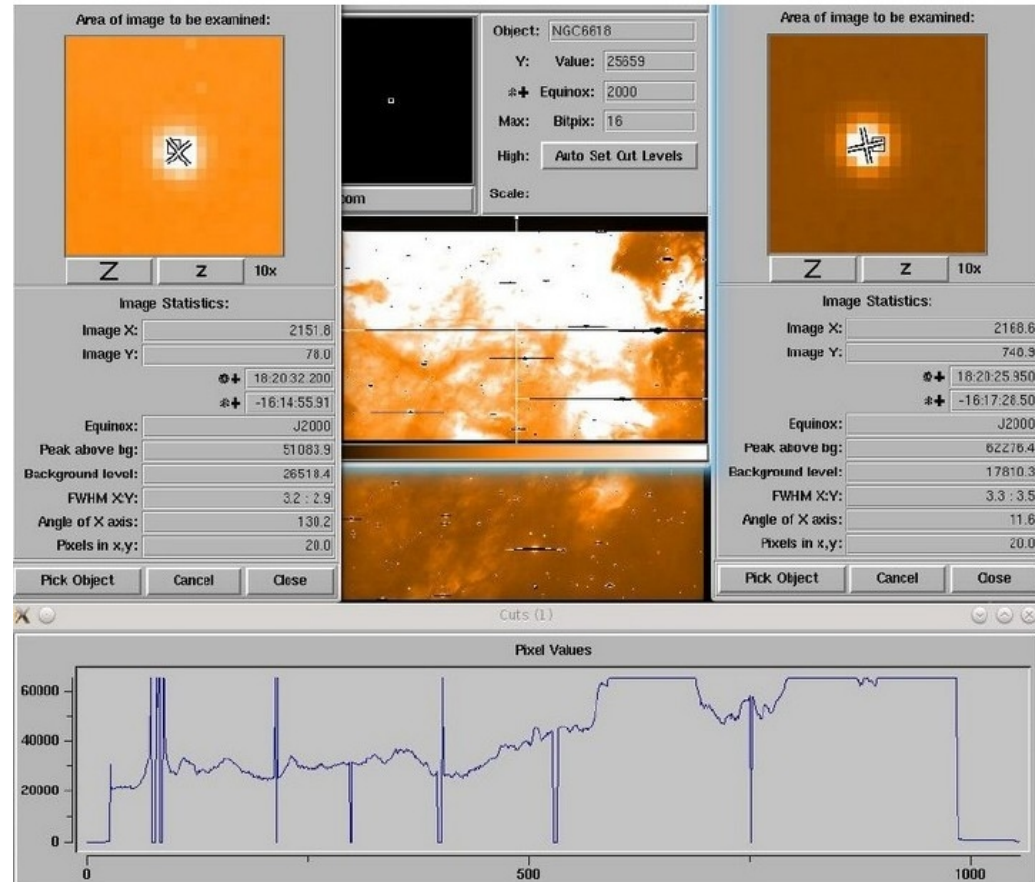 Area of image to be examined:
Z z 10x
Image Statistics:
Image X: 2151.8
Image Y: 78.0
18:20:32.200
-16:14:55.91
Equinox: J2000
Peak above bg: 51083.9
Background level: 26518.4
FWHM X:Y: 3.2 : 2.9
Angle of X axis: 130.2
Pixels in x,y: 20.0
Pick Object Cancel Close
Object: NGC6618
Y: Value: 25659
Equinox: 2000
Max: Bitpix: 16
High: Auto Set Cut Levels
Scale:
om
Area of image to be examined:
Z z 10x
Image Statistics:
Image X: 2168.6
Image Y: 740.9
18:20:25.950
-16:17:28.50
Equinox: J2000
Peak above bg: 62276.4
Background level: 17810.3
FWHM X:Y: 3.3 : 3.5
Angle of X axis: 11.6
Pixels in x,y: 20.0
Pick Object Cancel Close
Cuts (1)
Pixel Values
60000
40000
20000
0
0 500 1000